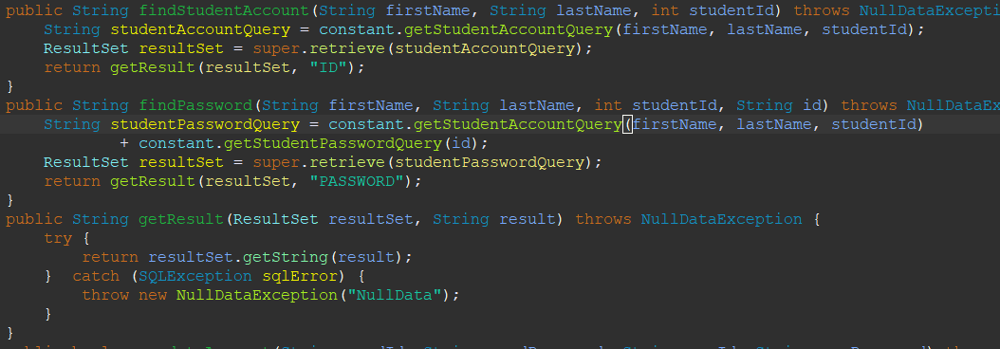 public String findStudentAccount(String firstName, String lastName, int studentId) throws NullDataExcepti
String studentAccountQuery = constant.getStudentAccountQuery(firstName, lastName, studentId);
ResultSet resultSet = super.retrieve(studentAccountQuery);
return getResult(resultSet, "ID");
}
public String findPassword(String firstName, String lastName, int studentId, String id) throws NullDataEx
String studentPasswordQuery = constant.getStudentAccountQuery(firstName, lastName, studentId)
+ constant.getStudentPasswordQuery(id);
ResultSet resultSet = super.retrieve(studentPasswordQuery);
return getResult(resultSet, "PASSWORD");
}
public String getResult(ResultSet resultSet, String result) throws NullDataException {
try {
return resultSet.getString(result);
} catch (SQLException sqlError) {
throw new NullDataException("NullData");
}
}